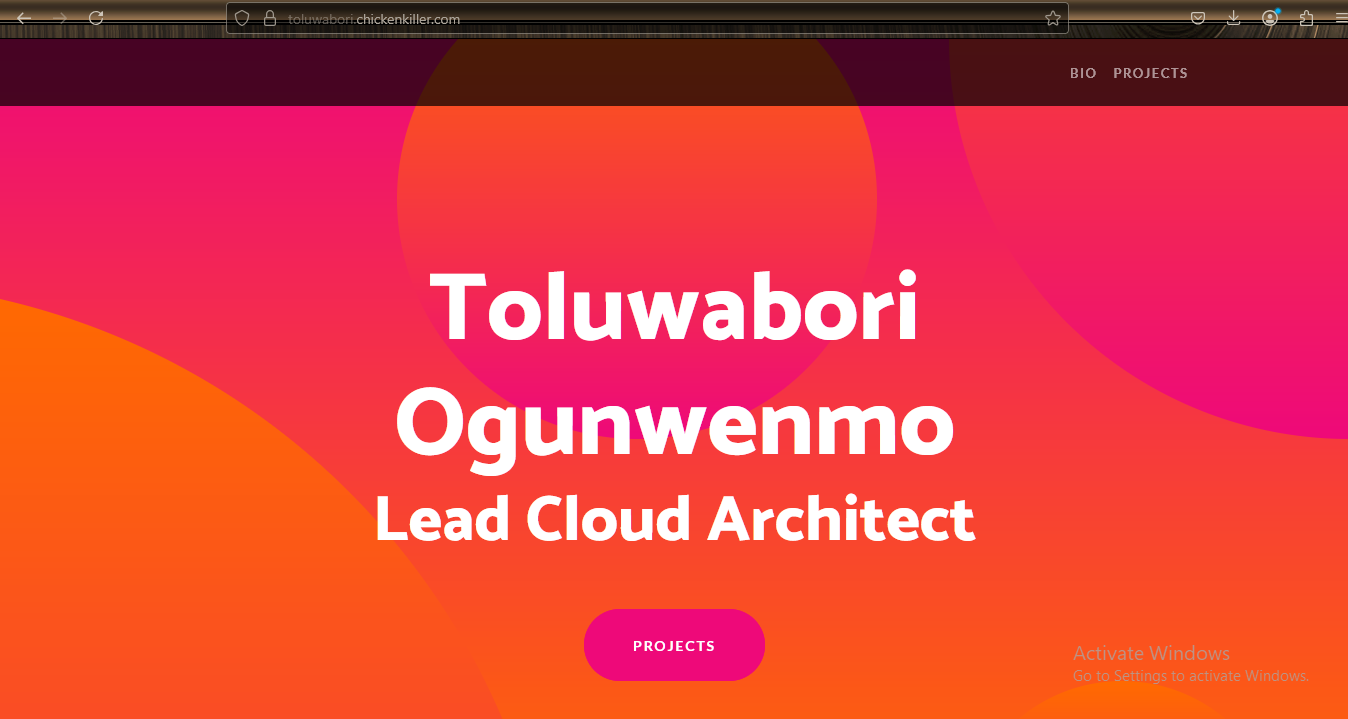 toluwabori.chickenkiller.com
BIO PROJECTS
Toluwabori
Ogunwenmo
Lead Cloud Architect
PROJECTS
Activate Windows
Go to Settings to activate Windows.